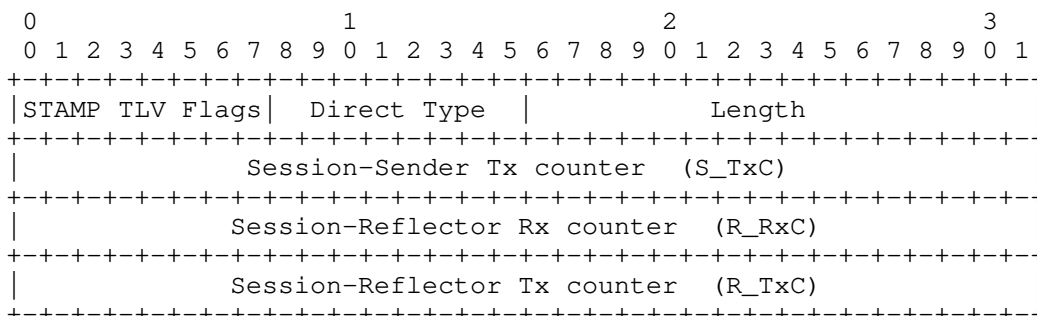 0                   1                   2                   3
 0 1 2 3 4 5 6 7 8 9 0 1 2 3 4 5 6 7 8 9 0 1 2 3 4 5 6 7 8 9 0 1
+-+-+-+-+-+-+-+-+-+-+-+-+-+-+-+-+-+-+-+-+-+-+-+-+-+-+-+-+-+-+-+--
|STAMP TLV Flags|  Direct Type  |           Length
+-+-+-+-+-+-+-+-+-+-+-+-+-+-+-+-+-+-+-+-+-+-+-+-+-+-+-+-+-+-+-+--
|              Session-Sender Tx counter  (S_TxC)
+-+-+-+-+-+-+-+-+-+-+-+-+-+-+-+-+-+-+-+-+-+-+-+-+-+-+-+-+-+-+-+--
|             Session-Reflector Rx counter  (R_RxC)
+-+-+-+-+-+-+-+-+-+-+-+-+-+-+-+-+-+-+-+-+-+-+-+-+-+-+-+-+-+-+-+--
|             Session-Reflector Tx counter  (R_TxC)
+-+-+-+-+-+-+-+-+-+-+-+-+-+-+-+-+-+-+-+-+-+-+-+-+-+-+-+-+-+-+-+--